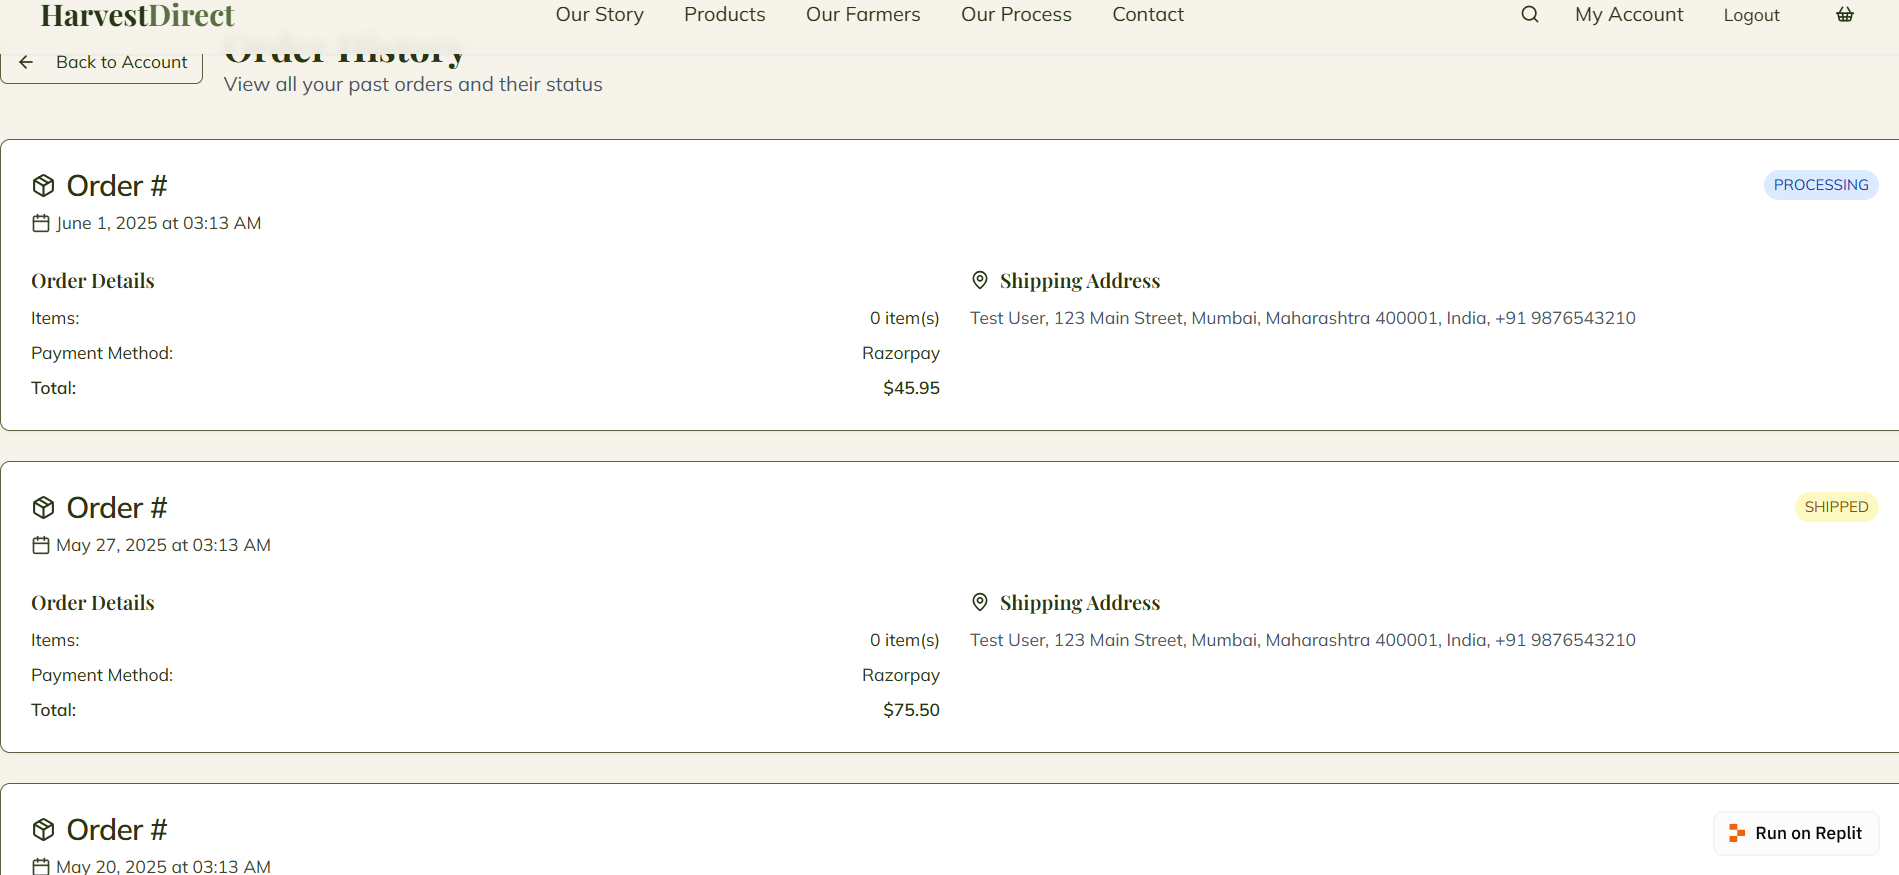 HarvestDirect Our Story Products Our Farmers Our Process Contact My Account Logout
Back to Account
Order History
View all your past orders and their status
Order #
PROCESSING
June 1, 2025 at 03:13 AM
Order Details
Shipping Address
Items: 0 item(s)
Test User, 123 Main Street, Mumbai, Maharashtra 400001, India, +91 9876543210
Payment Method: Razorpay
Total: $45.95
Order #
SHIPPED
May 27, 2025 at 03:13 AM
Order Details
Shipping Address
Items: 0 item(s)
Test User, 123 Main Street, Mumbai, Maharashtra 400001, India, +91 9876543210
Payment Method: Razorpay
Total: $75.50
Order #
Run on Replit
May 20, 2025 at 03:13 AM